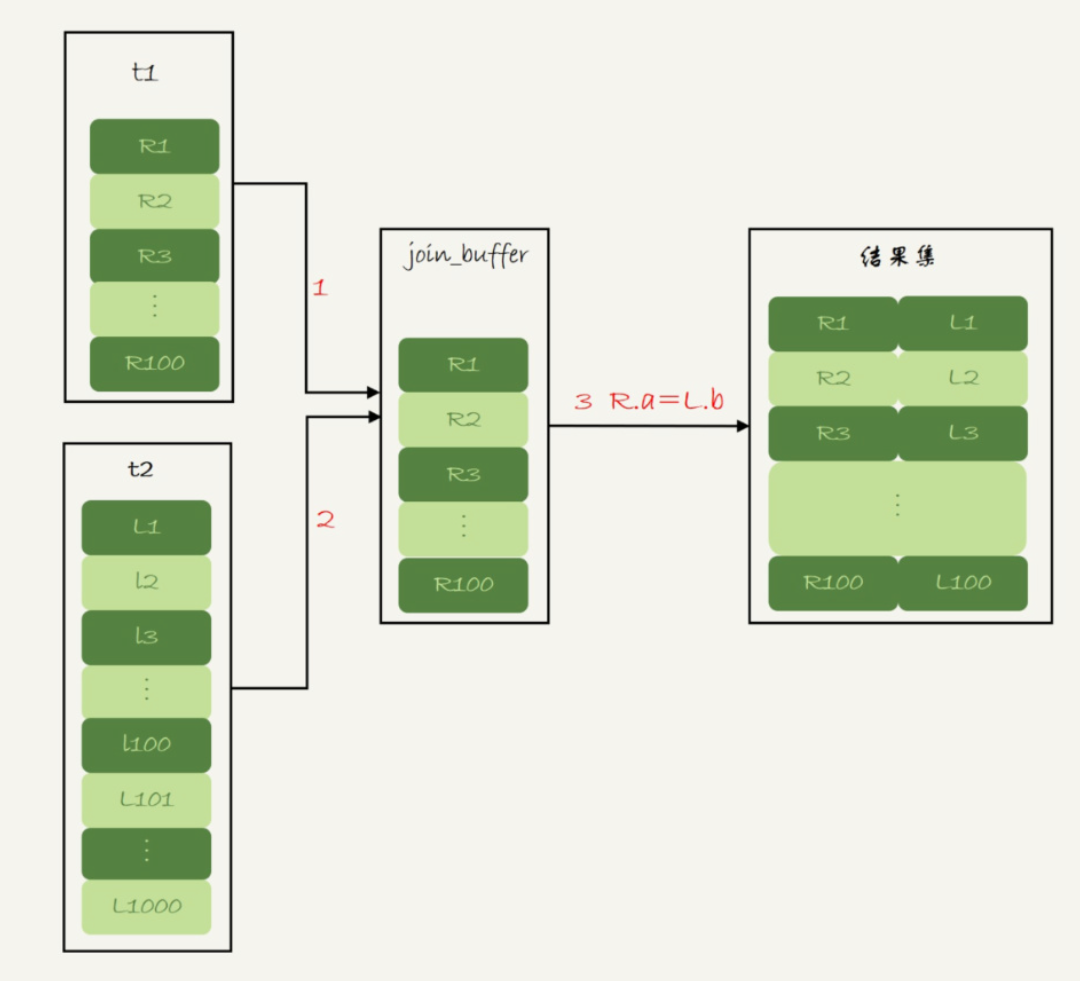 t1
R1
R2
R3
⋮
R100
1
t2
L1
l2
l3
⋮
l100
L101
⋮
L1000
2
join_buffer
R1
R2
R3
⋮
R100
3 R.a=L.b
结果集
R1 L1
R2 L2
R3 L3
⋮
R100 L100